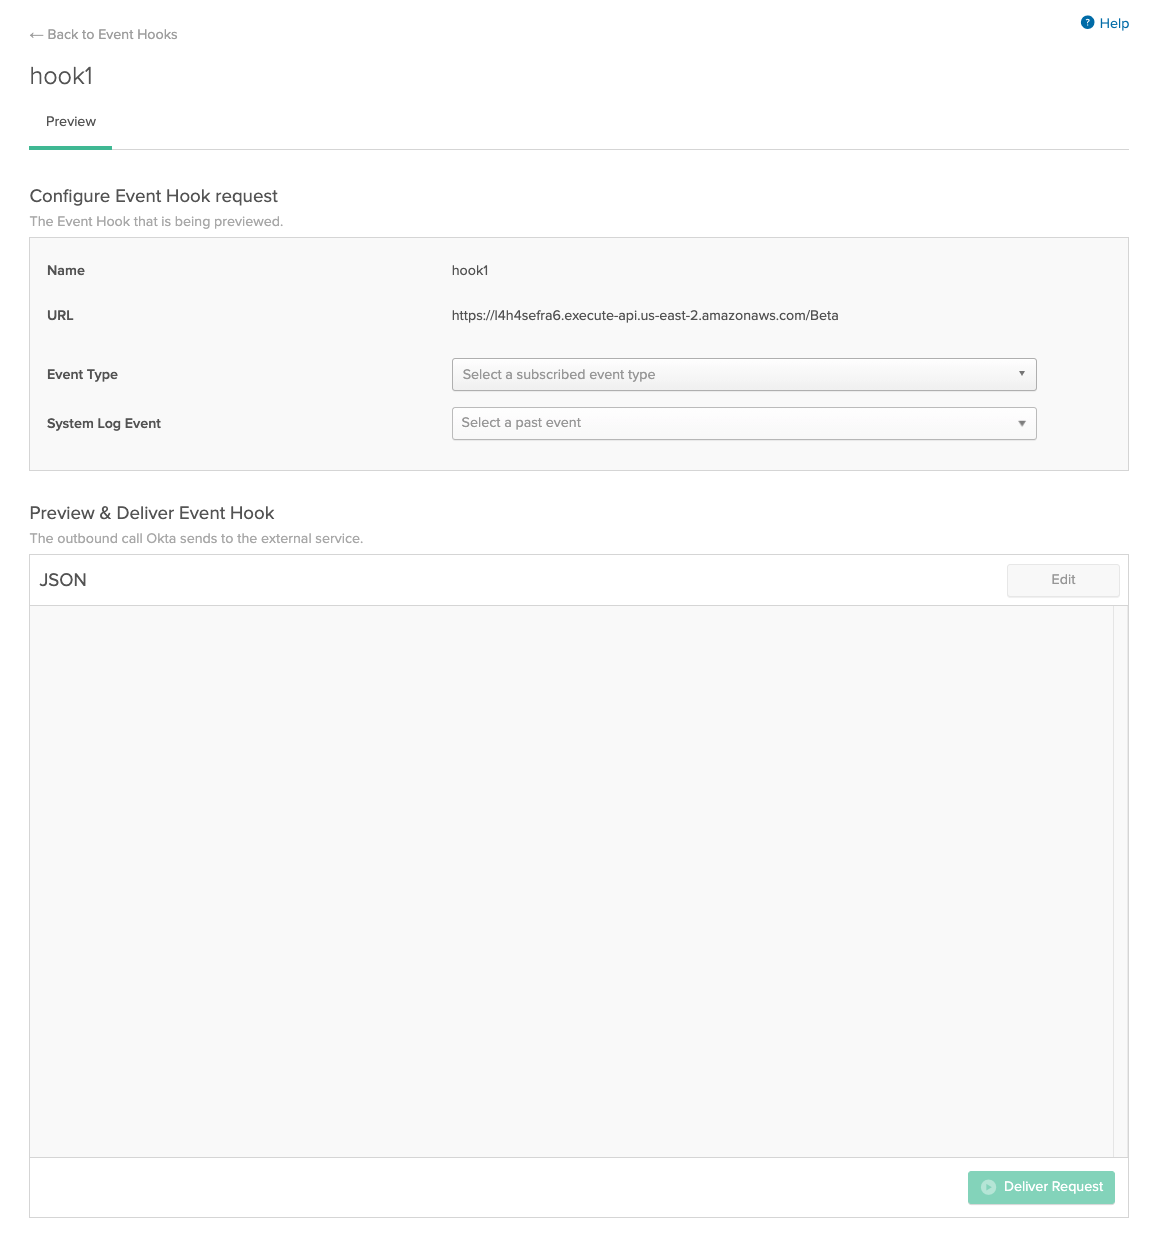 Help
← Back to Event Hooks
hook1
Preview
Configure Event Hook request
The Event Hook that is being previewed.
Name hook1
URL https://l4h4sefra6.execute-api.us-east-2.amazonaws.com/Beta
Event Type Select a subscribed event type
System Log Event Select a past event
Preview & Deliver Event Hook
The outbound call Okta sends to the external service.
JSON Edit
Deliver Request